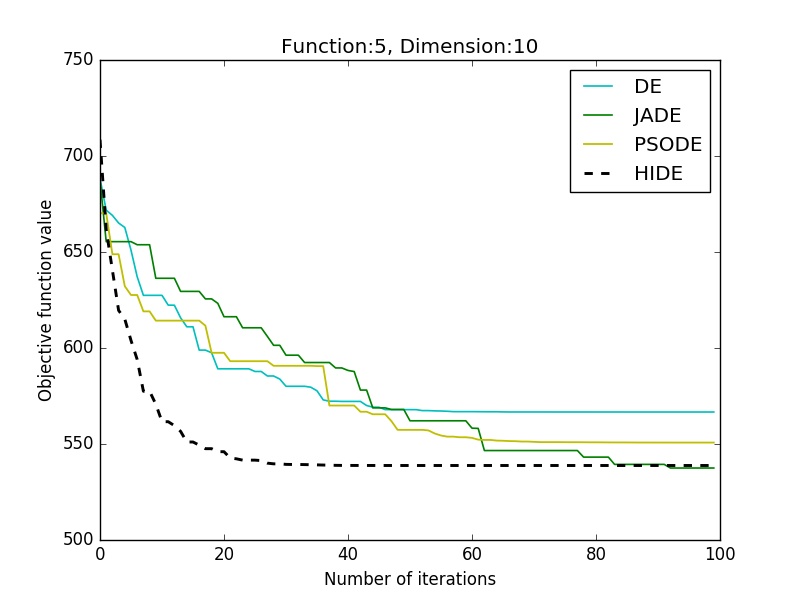 Function:5, Dimension:10
750
700
650
600
550
500
Objective function value
DE
JADE
PSODE
HIDE
0 20 40 60 80 100
Number of iterations